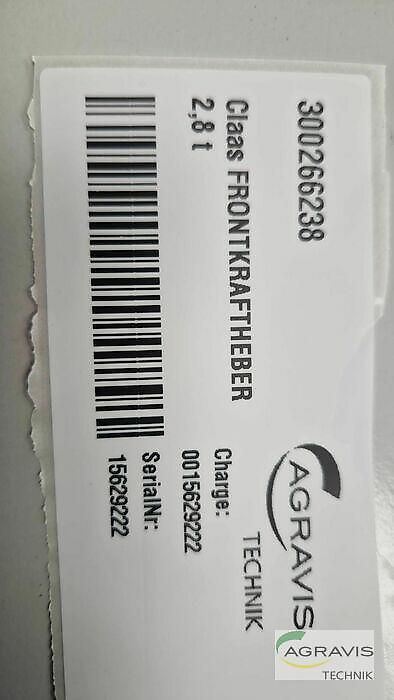 300266238
Claas FRONTKRAFTHEBER
2,8 t
AGRAVIS
TECHNIK
Charge:
0015629222
SerialNr:
15629222
AGRAVIS
TECHNIK